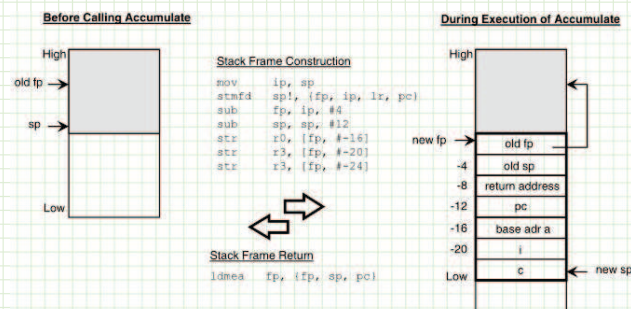 Before Calling Accumulate
High
old fp
sp
Low
Stack Frame Construction
mov ip, sp
stmfd sp!, {fp, ip, lr, pc}
sub fp, ip, #4
sub sp, sp, #12
str r0, [fp, #-16]
str r3, [fp, #-20]
str r3, [fp, #-24]
Stack Frame Return
ldmea fp, {fp, sp, pc}
During Execution of Accumulate
High
new fp
old fp
-4 old sp
-8 return address
-12 pc
-16 base adr a
-20 i
Low c new sp